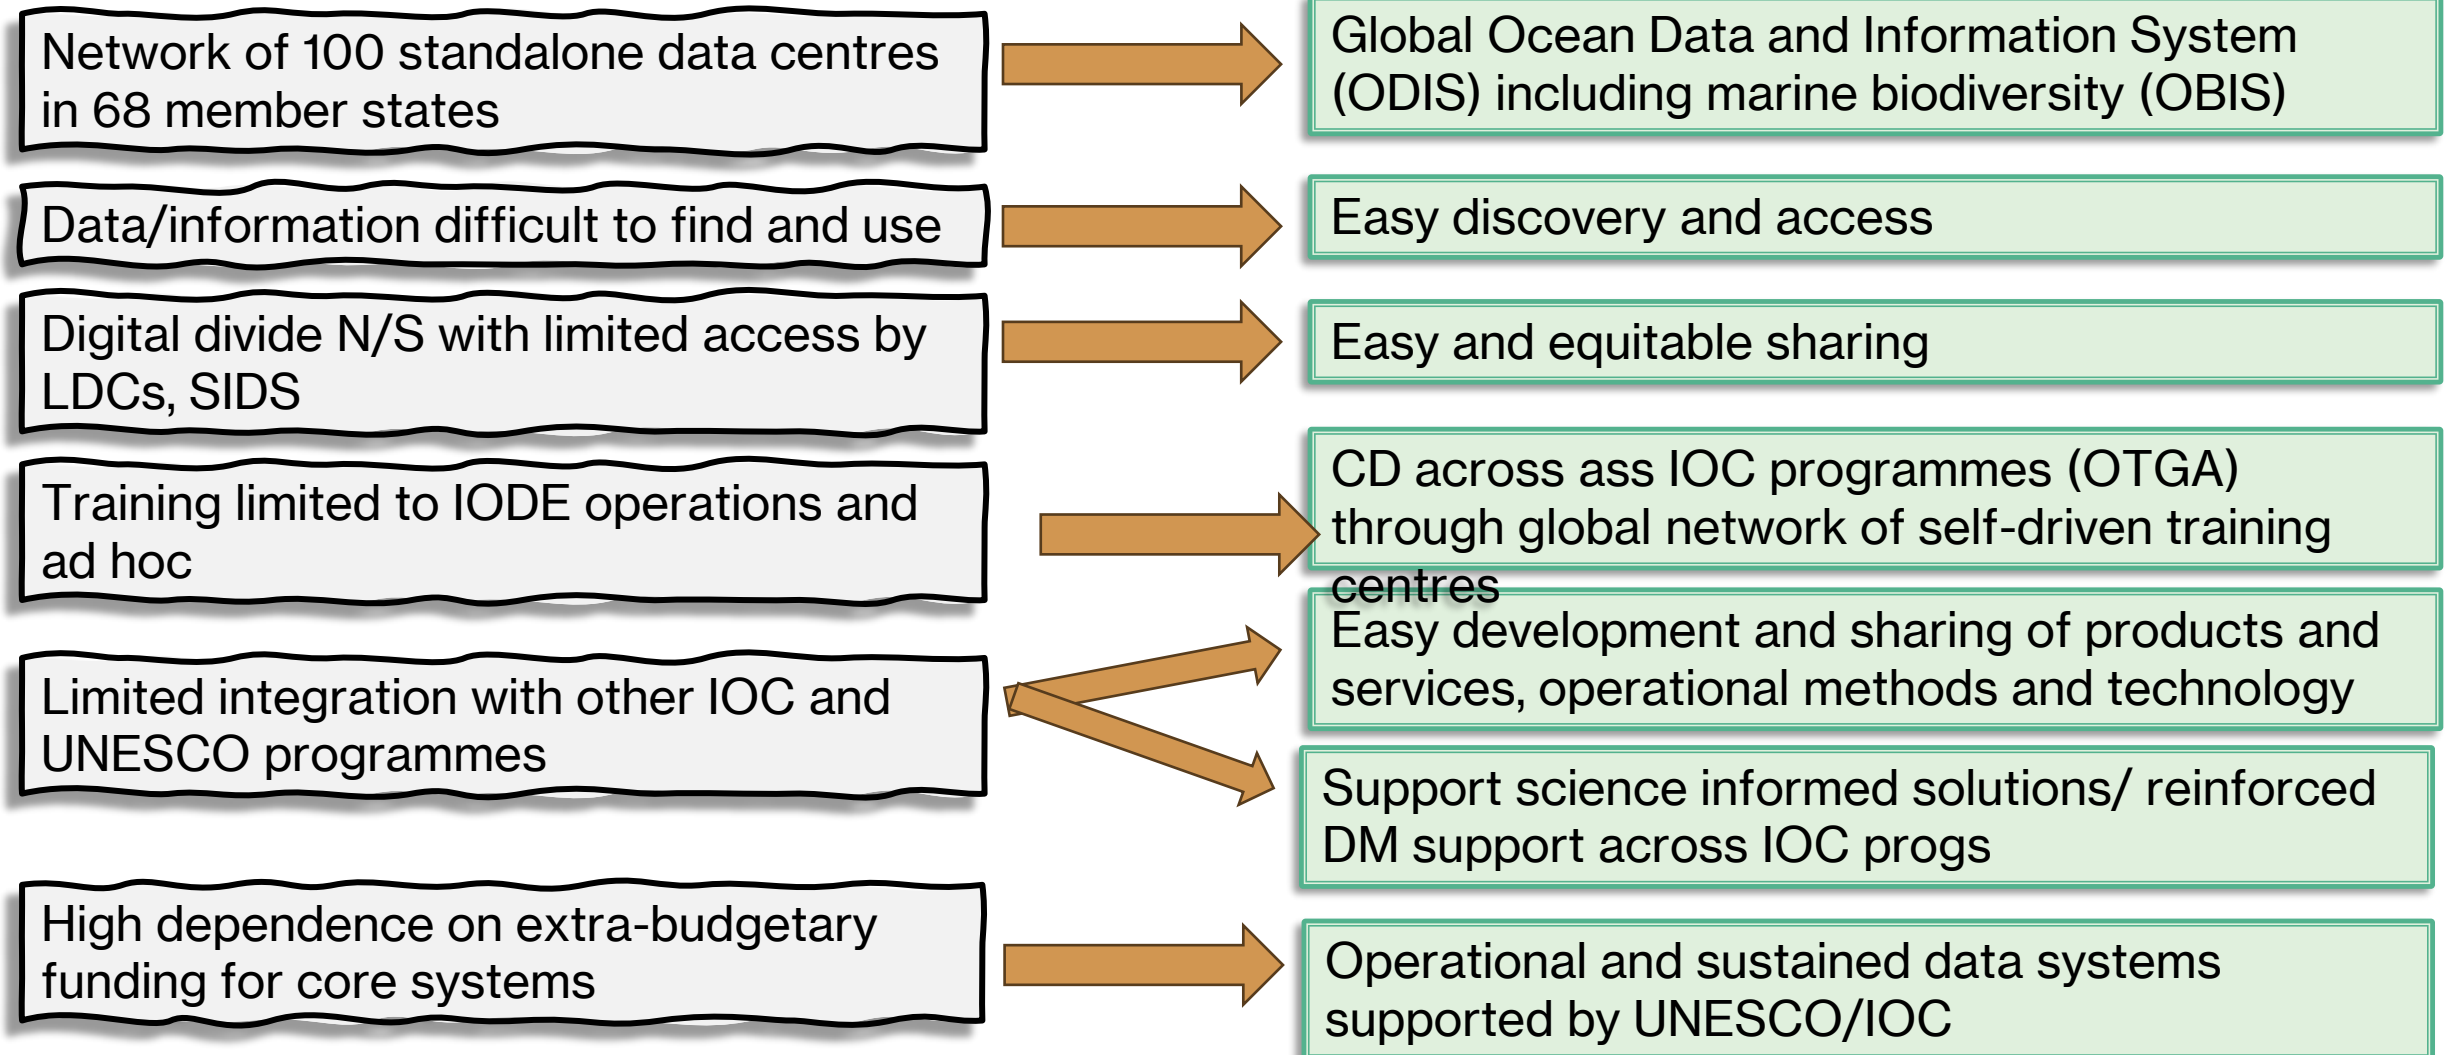 Network of 100 standalone data centres
in 68 member states
Global Ocean Data and Information System
(ODIS) including marine biodiversity (OBIS)
Data/information difficult to find and use
Easy discovery and access
Digital divide N/S with limited access by
LDCs, SIDS
Easy and equitable sharing
Training limited to IODE operations and
ad hoc
CD across ass IOC programmes (OTGA)
through global network of self-driven training
centres
Limited integration with other IOC and
UNESCO programmes
Easy development and sharing of products and
services, operational methods and technology
Support science informed solutions/ reinforced
DM support across IOC progs
High dependence on extra-budgetary
funding for core systems
Operational and sustained data systems
supported by UNESCO/IOC